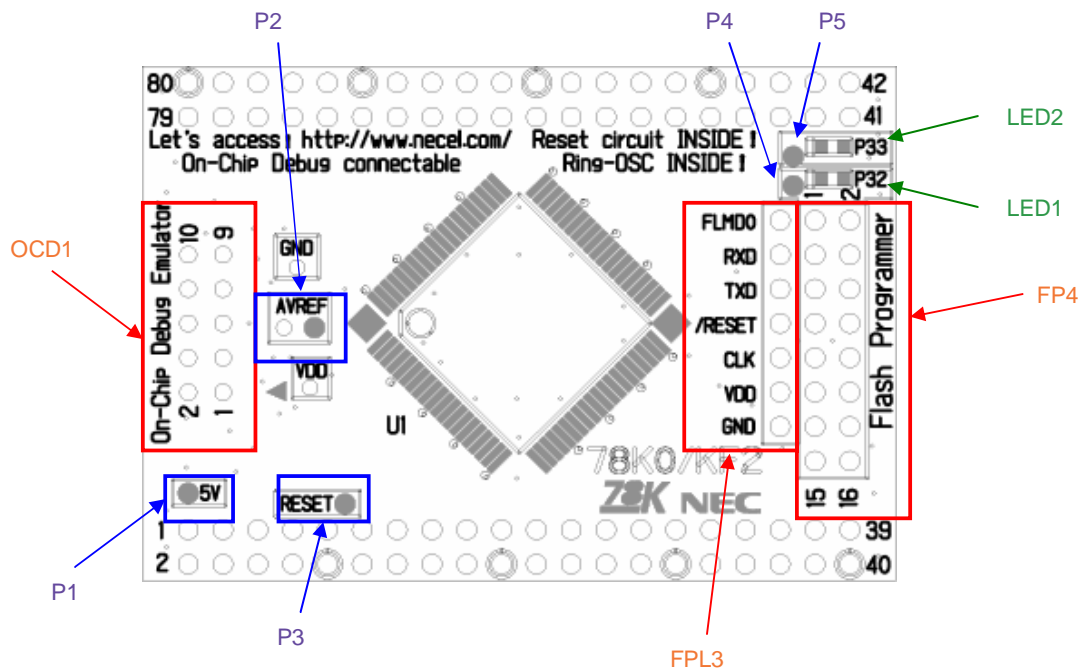 P2
P4
P5
80
42
79
41
LED2
Let's access! http://www.necel.com/
Reset circuit INSIDE!
P33
On-Chip Debug connectable
Ring-OSC INSIDE!
P32
LED1
1
2
OCD1
On-Chip Debug Emulator
10
9
2
1
GND
AVREF
VDD
U1
FLMD0
RXD
TXD
/RESET
CLK
VDD
GND
Flash Programmer
FP4
15
16
78K0/KF2
78K NEC
5V
RESET
1
39
2
40
P1
P3
FPL3